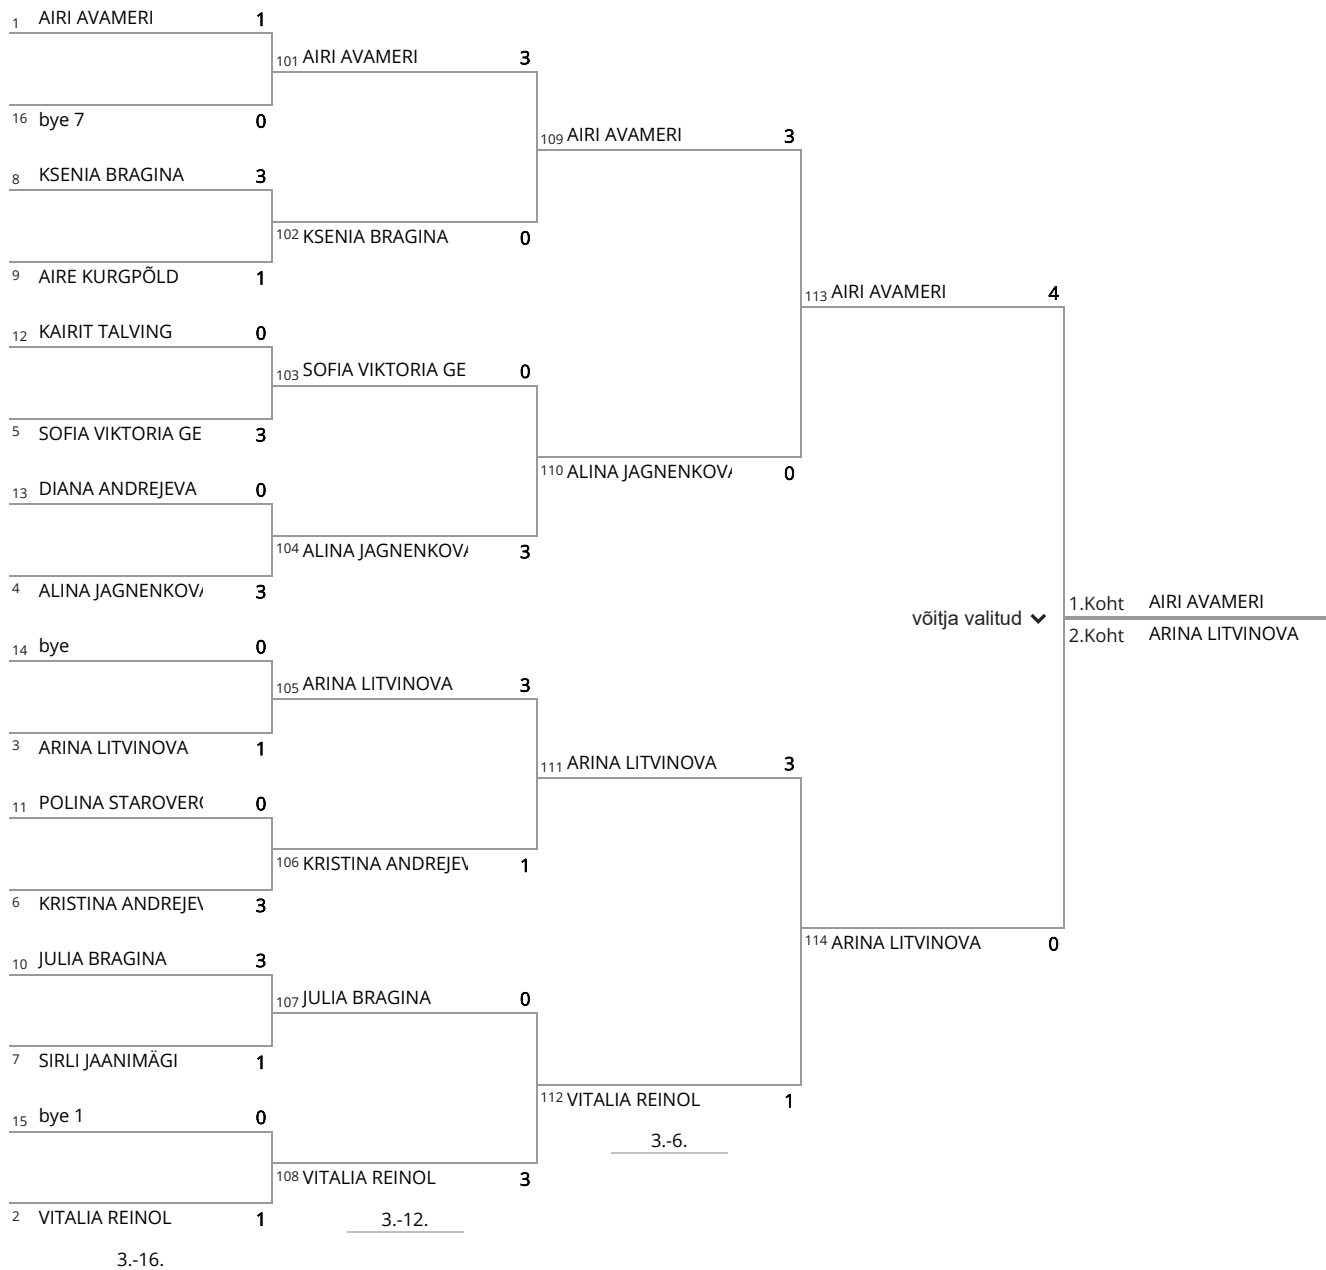 1 AIRI AVAMERI 1
16 bye 7 0
8 KSENIA BRAGINA 3
9 AIRE KURGPÕLD 1
12 KAIRIT TALVING 0
5 SOFIA VIKTORIA GE 3
13 DIANA ANDREJEVA 0
4 ALINA JAGNENKOVA 3
14 bye 0
3 ARINA LITVINOVA 1
11 POLINA STAROVERO 0
6 KRISTINA ANDREJEV 3
10 JULIA BRAGINA 3
7 SIRLI JAANIMÄGI 1
15 bye 1 0
2 VITALIA REINOL 1
3.-16.
101 AIRI AVAMERI 3
102 KSENIA BRAGINA 0
103 SOFIA VIKTORIA GE 0
104 ALINA JAGNENKOVA 3
105 ARINA LITVINOVA 3
106 KRISTINA ANDREJEV 1
107 JULIA BRAGINA 0
108 VITALIA REINOL 3
3.-12.
109 AIRI AVAMERI 3
110 ALINA JAGNENKOVA 0
111 ARINA LITVINOVA 3
112 VITALIA REINOL 1
3.-6.
113 AIRI AVAMERI 4
114 ARINA LITVINOVA 0
võitja valitud
1.Koht AIRI AVAMERI
2.Koht ARINA LITVINOVA